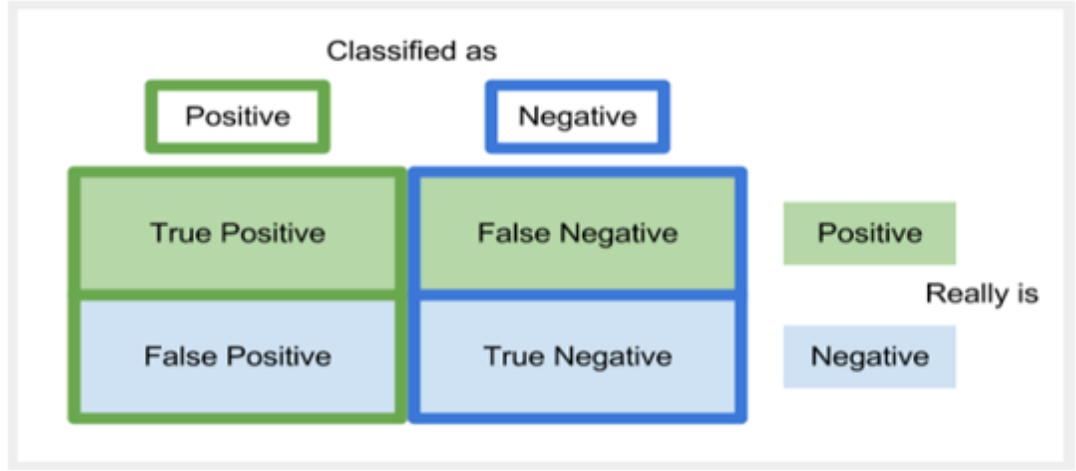 Classified as
Positive Negative
True Positive False Negative Positive
Really is
False Positive True Negative Negative